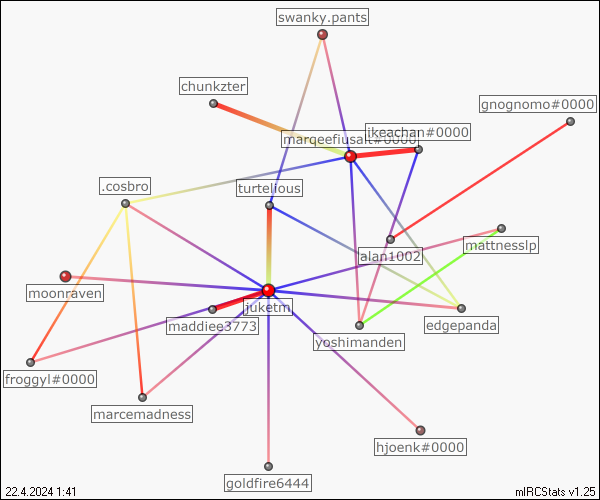 swanky.pants
chunkzter
gnognomo#0000
jkeachan#0000
marqeefiusalt#0000
.cosbro
turtelious
mattnesslp
alan1002
moonraven
juketm
maddiee3773
edgepanda
yoshimanden
froggyl#0000
marcemadness
hjoenk#0000
goldfire6444
22.4.2024 1:41
mIRCStats v1.25